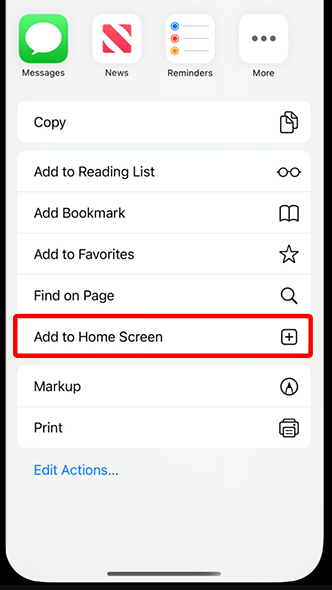 Messages
News
Reminders
More
Copy
Add to Reading List
Add Bookmark
Add to Favorites
Find on Page
Add to Home Screen
Markup
Print
Edit Actions...